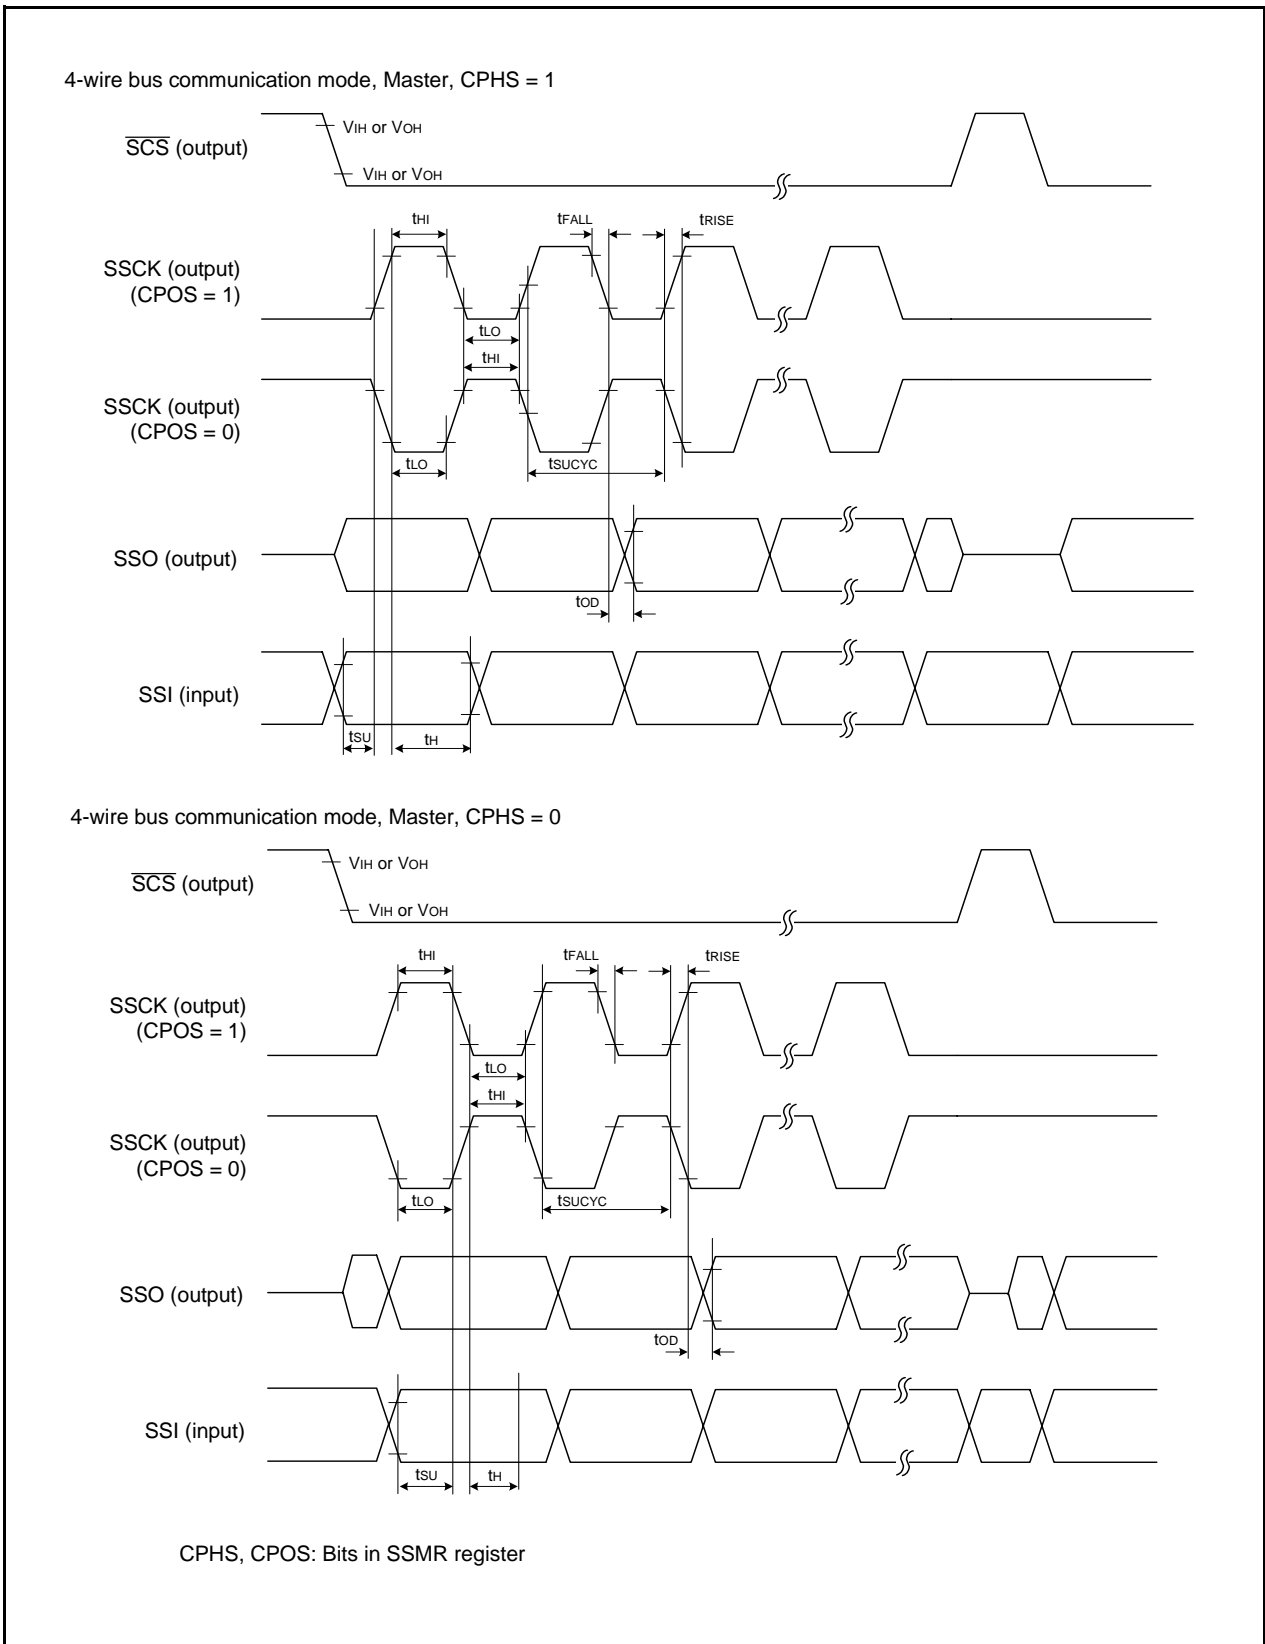 4-wire bus communication mode, Master, CPHS = 1
SCS (output)
VIH or VOH
VIH or VOH
tHI
tFALL
tRISE
SSCK (output)
(CPOS = 1)
tLO
tHI
SSCK (output)
(CPOS = 0)
tLO
tSUCYC
SSO (output)
tOD
SSI (input)
tSU
tH
4-wire bus communication mode, Master, CPHS = 0
SCS (output)
VIH or VOH
VIH or VOH
tHI
tFALL
tRISE
SSCK (output)
(CPOS = 1)
tLO
tHI
SSCK (output)
(CPOS = 0)
tLO
tSUCYC
SSO (output)
tOD
SSI (input)
tSU
tH
CPHS, CPOS: Bits in SSMR register